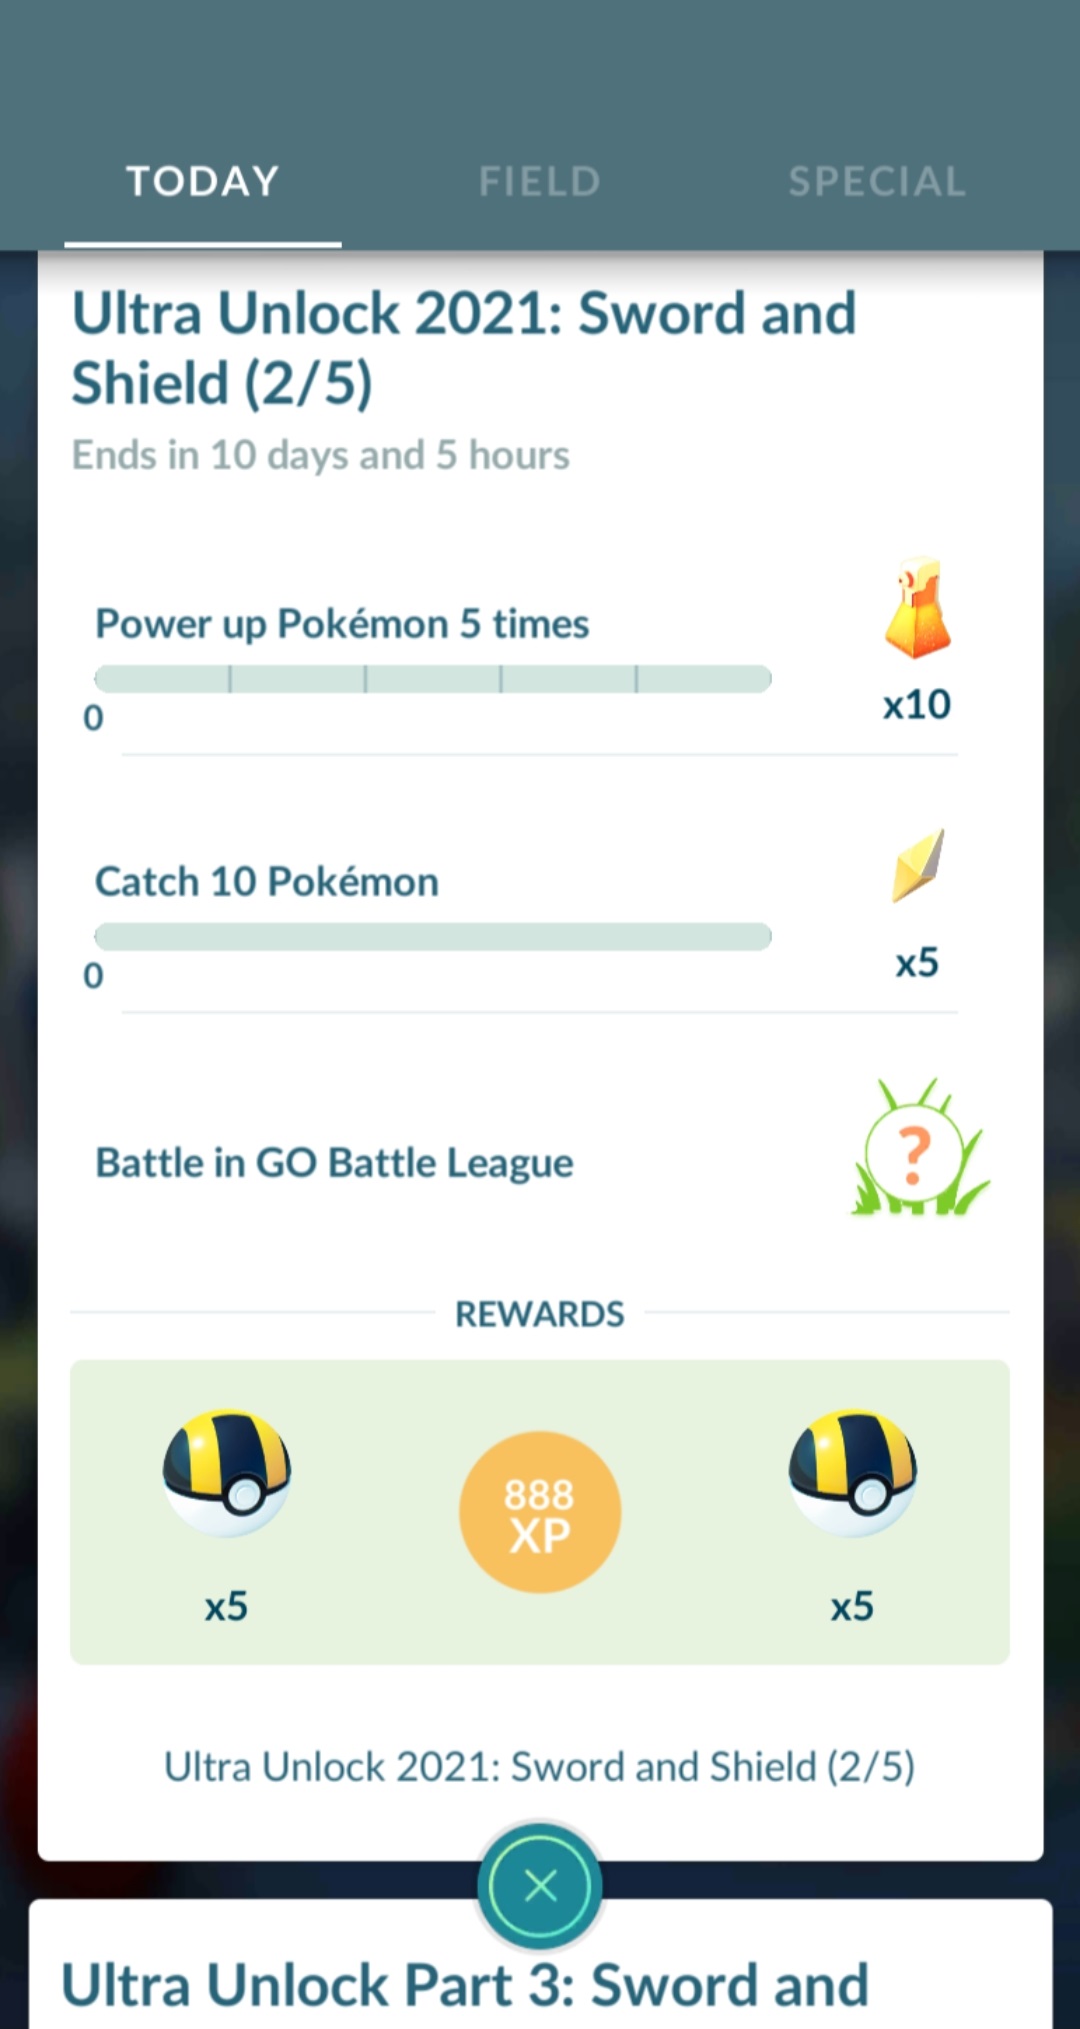 TODAY
FIELD
SPECIAL
Ultra Unlock 2021: Sword and
Shield (2/5)
Ends in 10 days and 5 hours
Power up Pokémon 5 times
0
x10
Catch 10 Pokémon
0
x5
Battle in GO Battle League
?
REWARDS
888
XP
x5
x5
Ultra Unlock 2021: Sword and Shield (2/5)
Ultra Unlock Part 3: Sword and